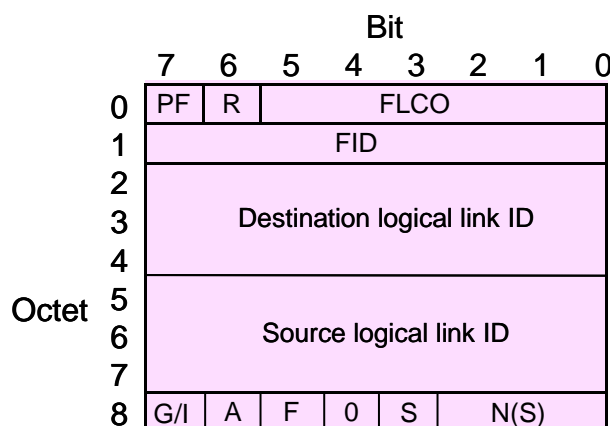 Bit
7 6 5 4 3 2 1 0
0 PF R FLCO
1 FID
2
3 Destination logical link ID
4
Octet 5
6 Source logical link ID
7
8 G/I A F 0 S N(S)